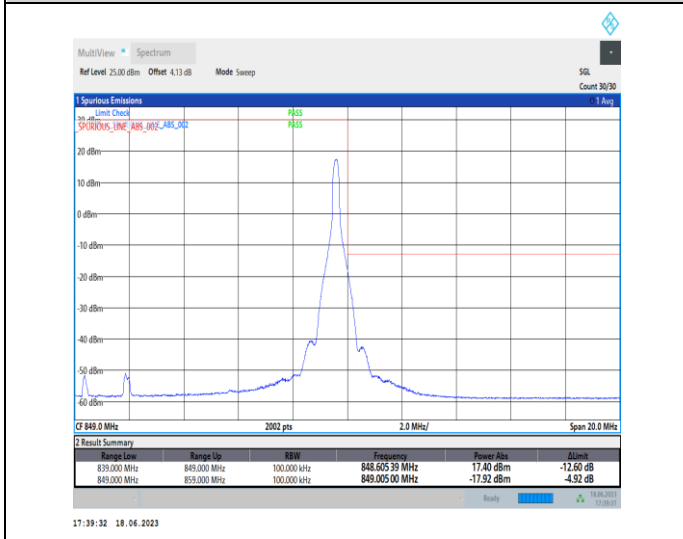 MultiView Spectrum
Ref Level 25.00 dBm Offset 4.13 dB Mode Sweep SGL
Count 30/30
1 Spurious Emissions 1 Avg
Limit Check PASS
_SPURIOUS_LINE_ABS_002 _ABS_002 PASS
20 dBm
10 dBm
0 dBm
-10 dBm
-20 dBm
-30 dBm
-40 dBm
-50 dBm
-60 dBm
CF 849.0 MHz 2002 pts 2.0 MHz/ Span 20.0 MHz
2 Result Summary
Range Low Range Up RBW Frequency Power Abs ΔLimit
839.000 MHz 849.000 MHz 100.000 kHz 848.605 39 MHz 17.40 dBm -12.60 dB
849.000 MHz 859.000 MHz 100.000 kHz 849.005 00 MHz -17.92 dBm -4.92 dB
Ready 18.06.2023
17:39:31
17:39:32 18.06.2023